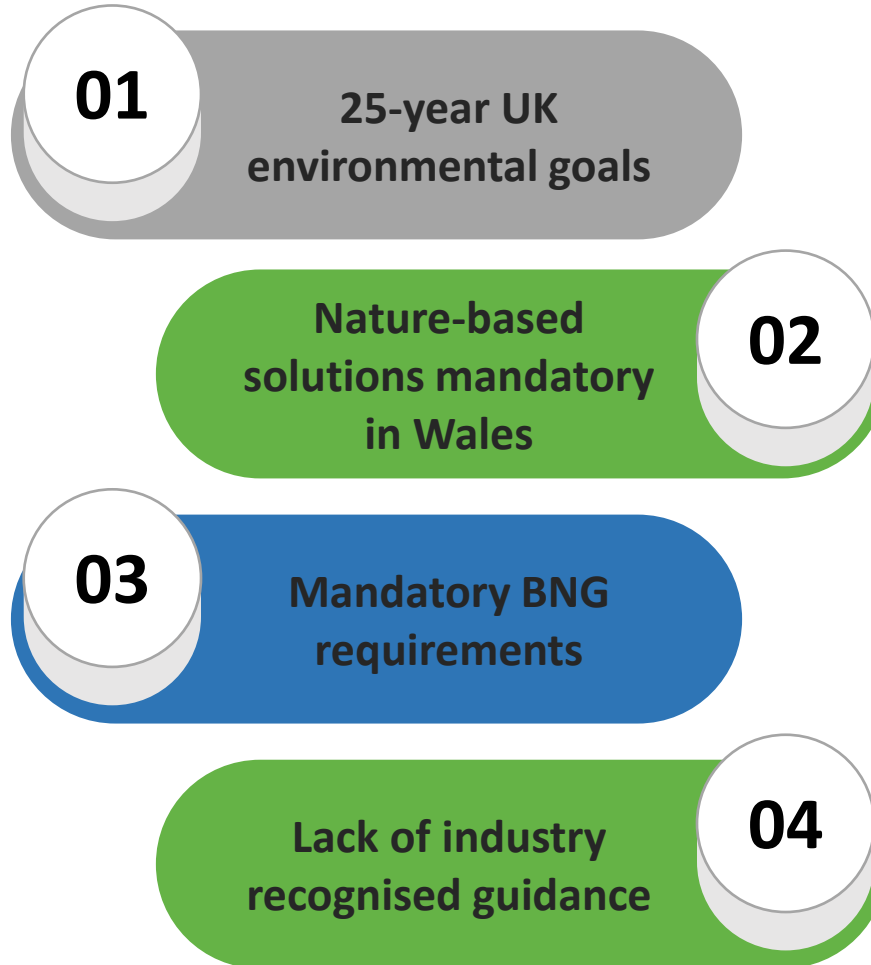 01
25-year UK
environmental goals
Nature-based
solutions mandatory
in Wales
02
03
Mandatory BNG
requirements
Lack of industry
recognised guidance
04